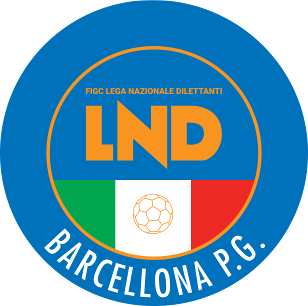 FIGC LEGA NAZIONALE DILETTANTI
LND
BARCELLONA P.G.